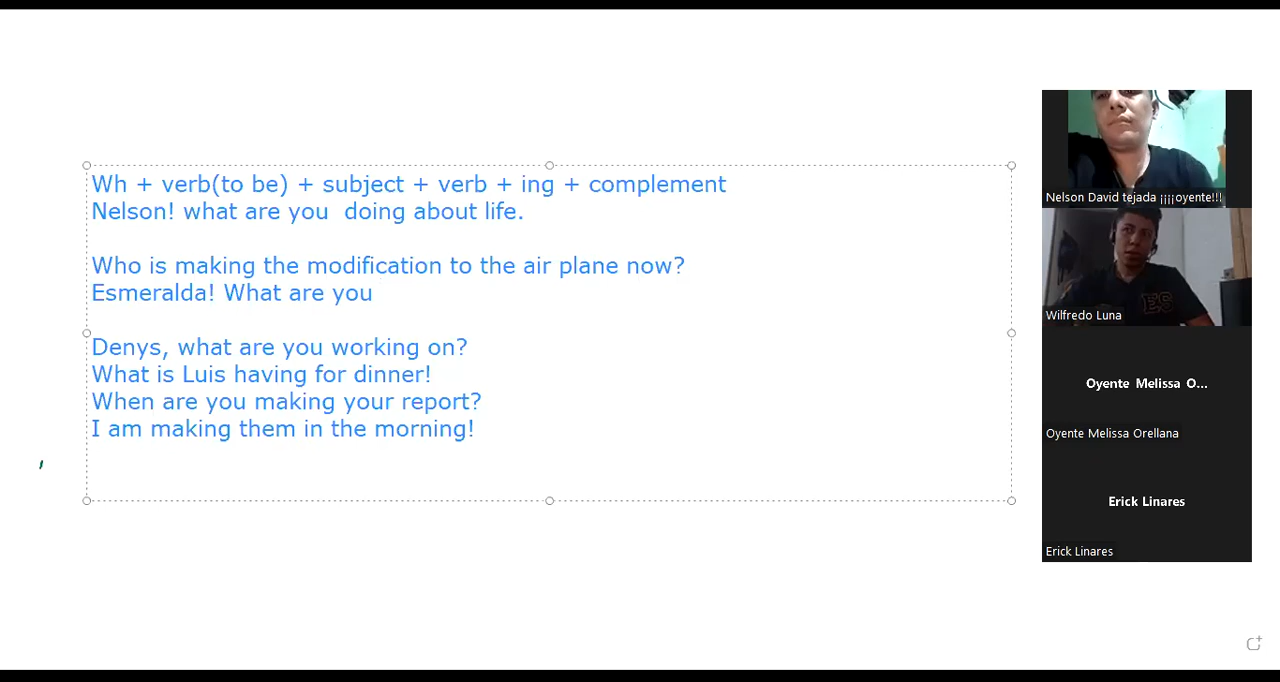 Wh + verb(to be) + subject + verb + ing + complement
Nelson! what are you  doing about life.
Who is making the modification to the air plane now?
Esmeralda! What are you
Denys, what are you working on?
What is Luis having for dinner!
When are you making your report?
I am making them in the morning!
Nelson David tejada ¡¡¡¡oyente!!!
Wilfredo Luna
Oyente Melissa O...
Oyente Melissa Orellana
Erick Linares
Erick Linares